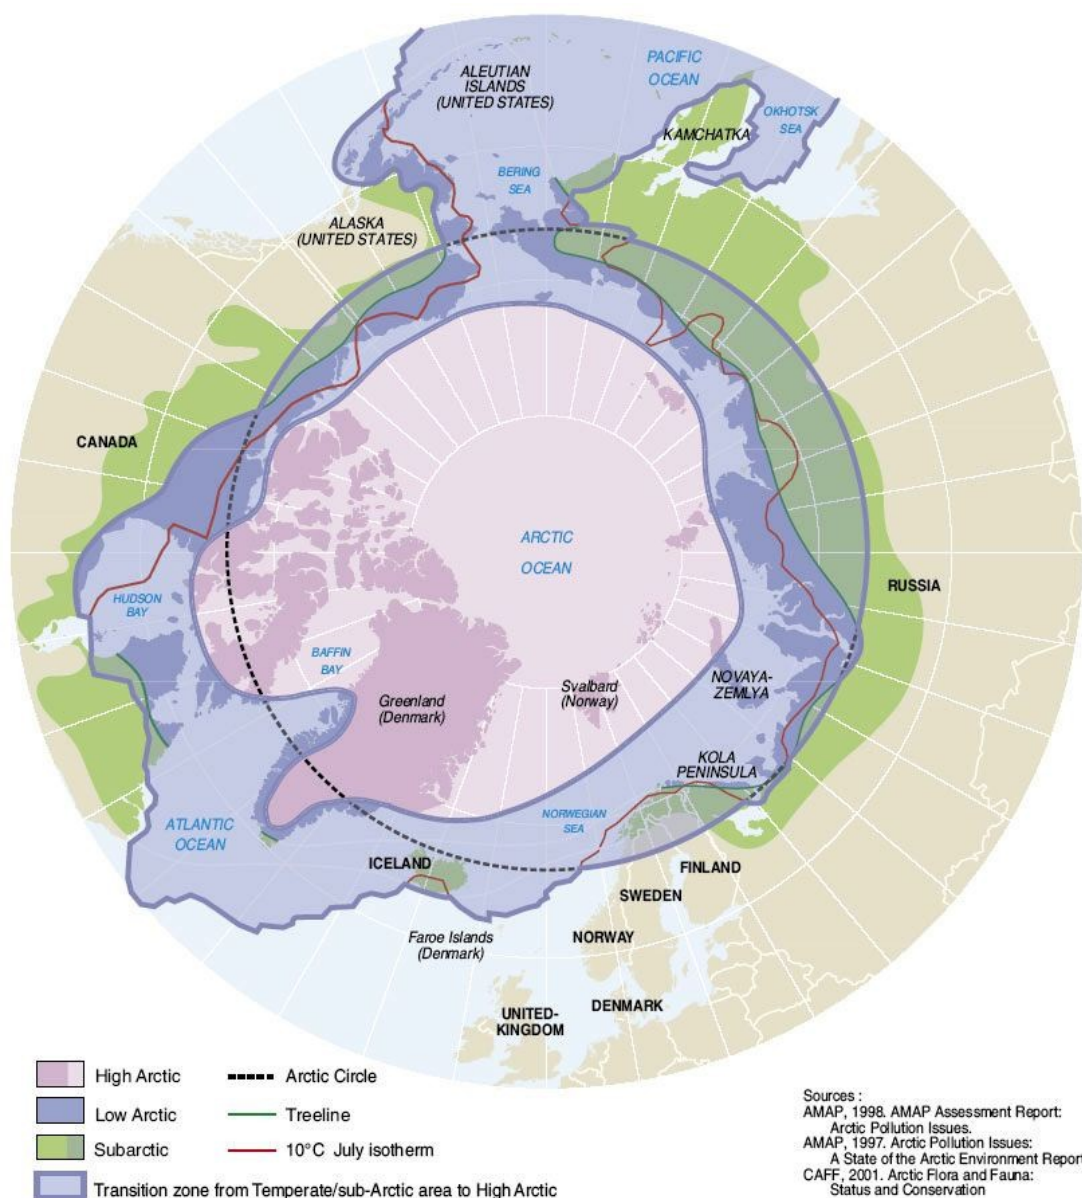 PACIFIC
OCEAN
ALEUTIAN
ISLANDS
(UNITED STATES)
OKHOTSK
SEA
KAMCHATKA
BERING
SEA
ALASKA
(UNITED STATES)
CANADA
ARCTIC
OCEAN
RUSSIA
HUDSON
BAY
BAFFIN
BAY
Greenland
(Denmark)
Svalbard
(Norway)
NOVAYA-
ZEMLYA
KOLA
PENINSULA
NORWEGIAN
SEA
ATLANTIC
OCEAN
ICELAND
FINLAND
SWEDEN
Faroe Islands
(Denmark)
NORWAY
DENMARK
UNITED-
KINGDOM
High Arctic
Low Arctic
Subarctic
Arctic Circle
Treeline
10°C July isotherm
Transition zone from Temperate/sub-Arctic area to High Arctic
Sources :
AMAP, 1998. AMAP Assessment Report:
Arctic Pollution Issues.
AMAP, 1997. Arctic Pollution Issues:
A State of the Arctic Environment Report
CAFF, 2001. Arctic Flora and Fauna:
Status and Conservation